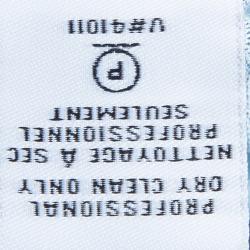 PROFESSIONAL
DRY CLEAN ONLY
NETTOYAGE À SEC
PROFESSIONNEL
SEULEMENT
P
V#41011